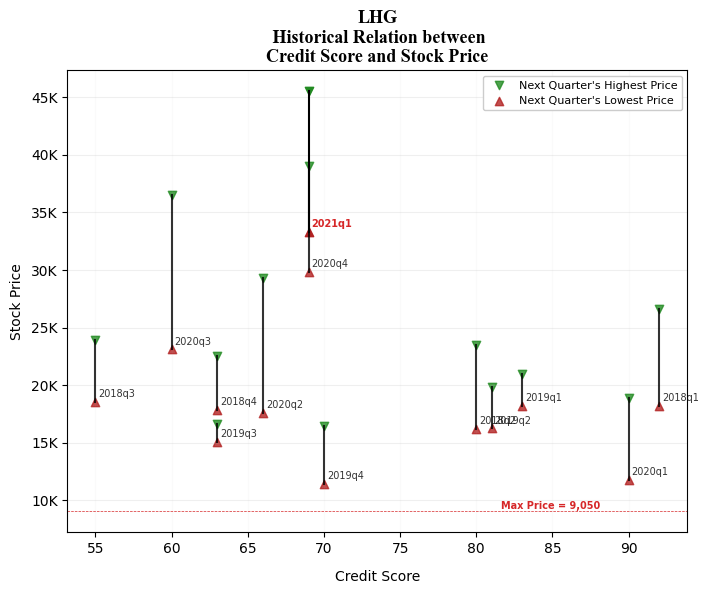 LHG
Historical Relation between
Credit Score and Stock Price
Next Quarter's Highest Price
Next Quarter's Lowest Price
45K
40K
35K
30K
25K
20K
15K
10K
Stock Price
2021q1
2020q4
2020q3
2018q3
2018q4
2020q2
2019q1
2018q1
2018q2
2019q2
2019q3
2019q4
2020q1
Max Price = 9,050
55
60
65
70
75
80
85
90
Credit Score